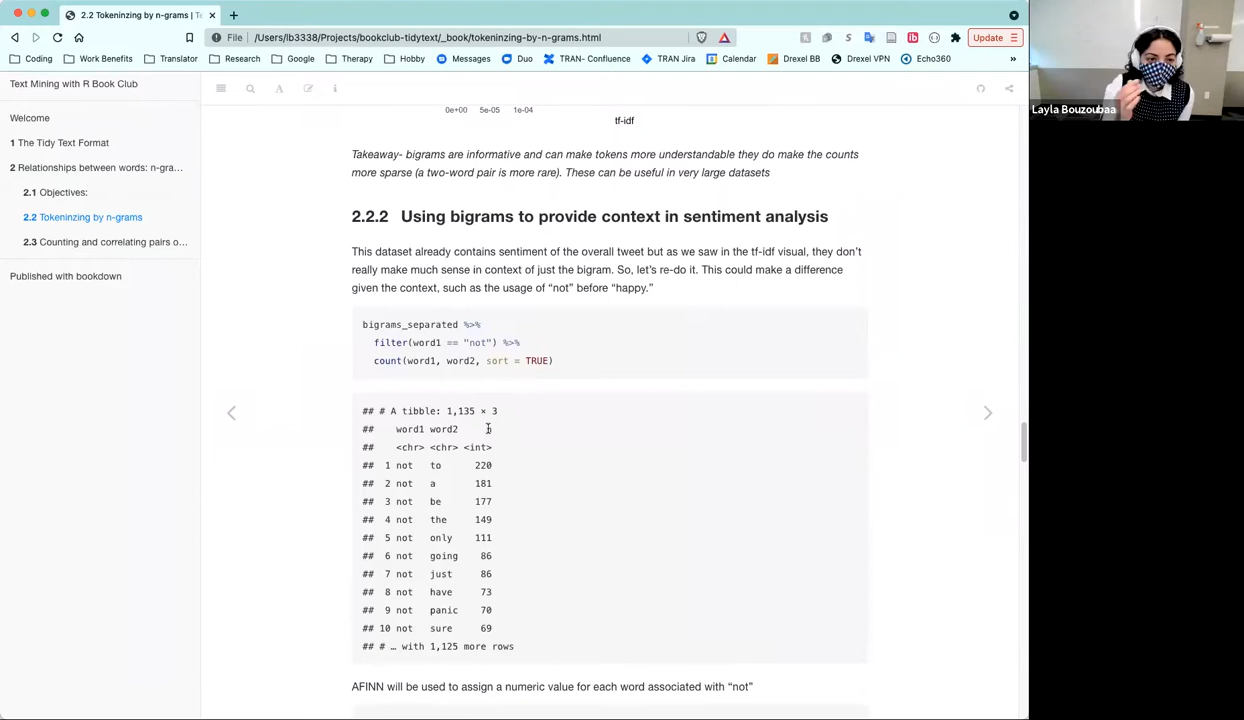 2.2 Tokeninzing by n-grams | Te
File /Users/lb3338/Projects/bookclub-tidytext/_book/tokeninzing-by-n-grams.html
Update
Coding Work Benefits Translator Research Google Therapy Hobby Messages Duo TRAN- Confluence TRAN Jira Calendar Drexel BB Drexel VPN Echo360 »
Text Mining with R Book Club
Welcome
1 The Tidy Text Format
2 Relationships between words: n-gra…
2.1 Objectives:
2.2 Tokeninzing by n-grams
2.3 Counting and correlating pairs o…
Published with bookdown
0e+00 5e-05 1e-04
tf-idf
Takeaway- bigrams are informative and can make tokens more understandable they do make the counts
more sparse (a two-word pair is more rare). These can be useful in very large datasets
2.2.2 Using bigrams to provide context in sentiment analysis
This dataset already contains sentiment of the overall tweet but as we saw in the tf-idf visual, they don’t
really make much sense in context of just the bigram. So, let’s re-do it. This could make a difference
given the context, such as the usage of “not” before “happy.”
bigrams_separated %>%
filter(word1 == "not") %>%
count(word1, word2, sort = TRUE)
## # A tibble: 1,135 × 3
## word1 word2
## <chr> <chr> <int>
## 1 not to 220
## 2 not a 181
## 3 not be 177
## 4 not the 149
## 5 not only 111
## 6 not going 86
## 7 not just 86
## 8 not have 73
## 9 not panic 70
## 10 not sure 69
## # … with 1,125 more rows
AFINN will be used to assign a numeric value for each word associated with “not”
Layla Bouzoubaa